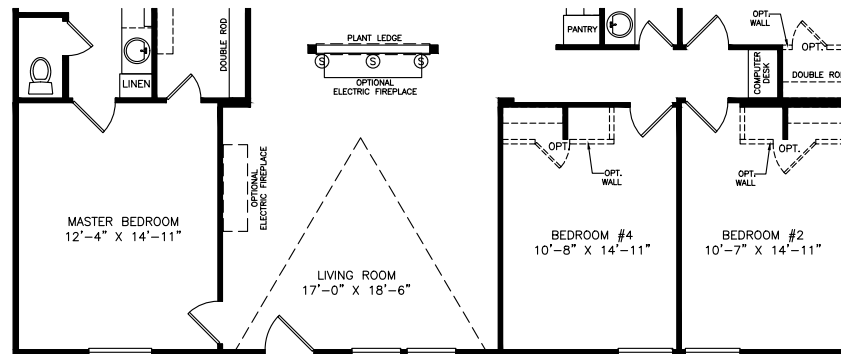 PANTRY
OPT.
WALL
OPT.
DOUBLE ROD
PLANT LEDGE
S
S
S
OPTIONAL
ELECTRIC FIREPLACE
LINEN
COMPUTER
DESK
DOUBLE RO
OPTIONAL
ELECTRIC FIREPLACE
OPT.
OPT.
WALL
OPT.
OPT.
WALL
MASTER BEDROOM
12'-4" X 14'-11"
LIVING ROOM
17'-0" X 18'-6"
BEDROOM #4
10'-8" X 14'-11"
BEDROOM #2
10'-7" X 14'-11"